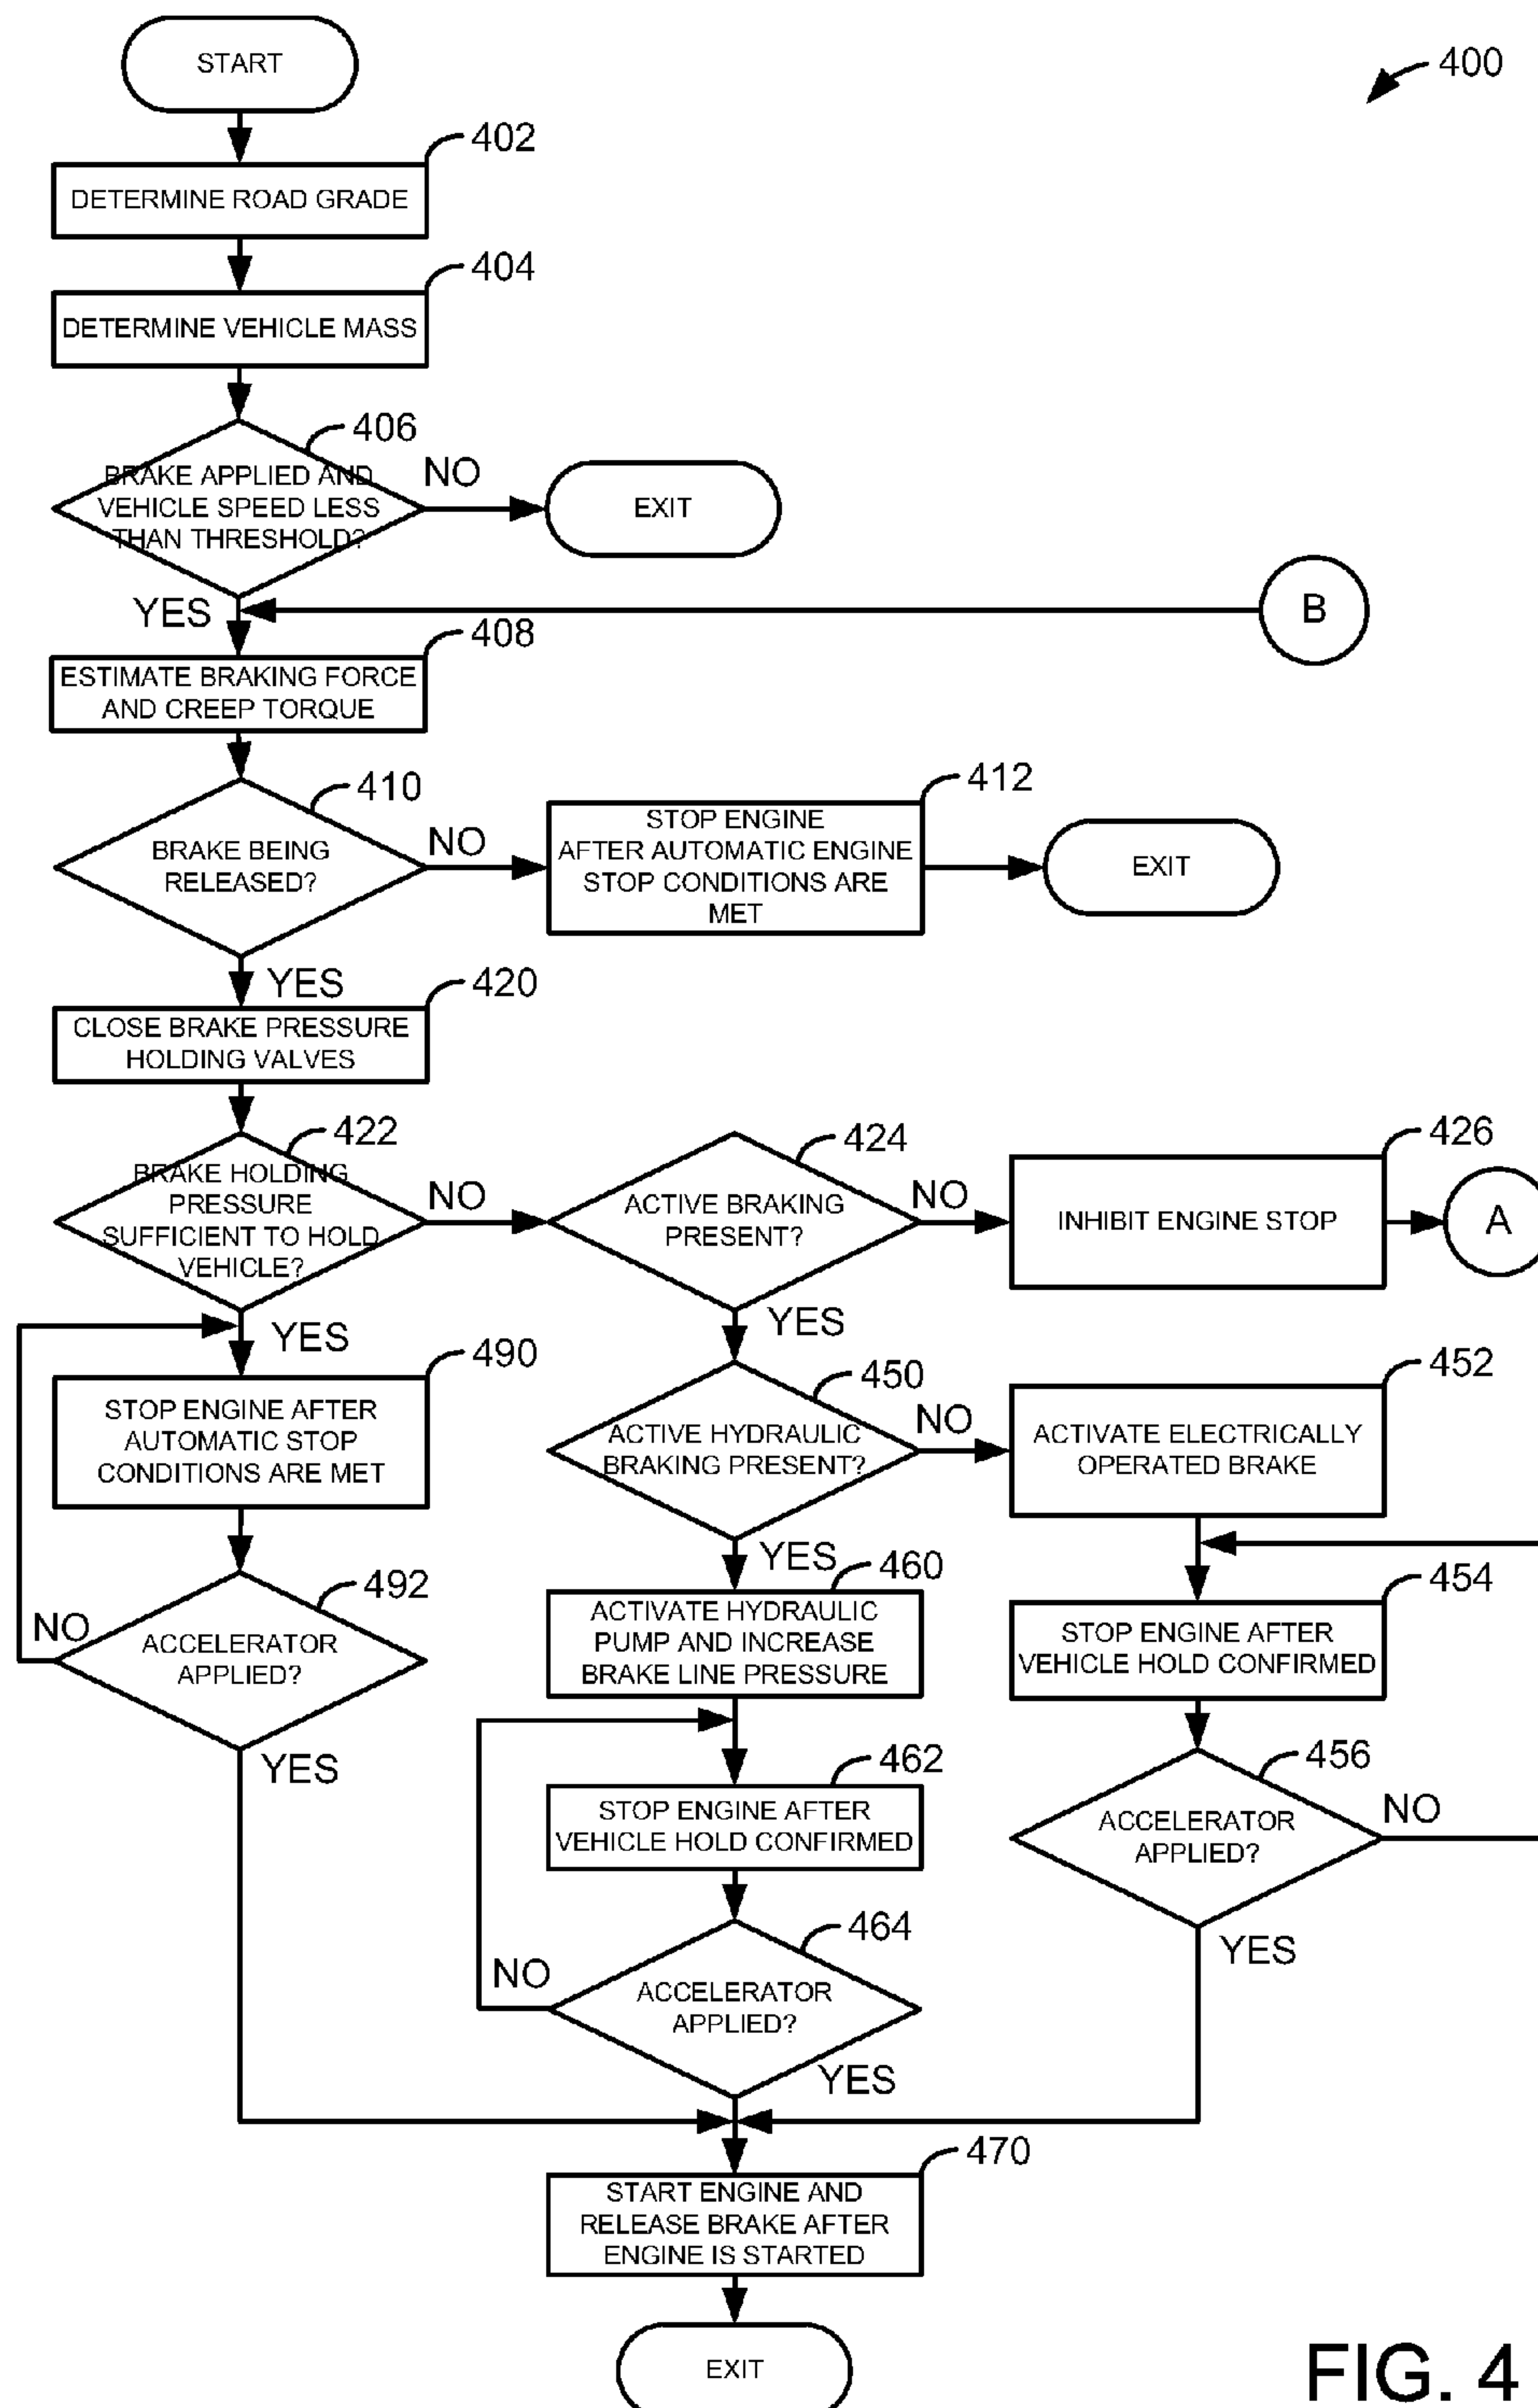 START
400
402
DETERMINE ROAD GRADE
404
DETERMINE VEHICLE MASS
406
BRAKE APPLIED AND
VEHICLE SPEED LESS
THAN THRESHOLD?
NO
EXIT
YES
B
408
ESTIMATE BRAKING FORCE
AND CREEP TORQUE
410
BRAKE BEING
RELEASED?
NO
412
STOP ENGINE
AFTER AUTOMATIC ENGINE
STOP CONDITIONS ARE
MET
EXIT
YES
420
CLOSE BRAKE PRESSURE
HOLDING VALVES
422
BRAKE HOLDING
PRESSURE
SUFFICIENT TO HOLD
VEHICLE?
NO
424
ACTIVE BRAKING
PRESENT?
NO
426
INHIBIT ENGINE STOP
A
YES
490
STOP ENGINE AFTER
AUTOMATIC STOP
CONDITIONS ARE MET
492
ACCELERATOR
APPLIED?
NO
YES
YES
450
ACTIVE HYDRAULIC
BRAKING PRESENT?
NO
452
ACTIVATE ELECTRICALLY
OPERATED BRAKE
YES
460
ACTIVATE HYDRAULIC
PUMP AND INCREASE
BRAKE LINE PRESSURE
462
STOP ENGINE AFTER
VEHICLE HOLD CONFIRMED
464
ACCELERATOR
APPLIED?
NO
YES
454
STOP ENGINE AFTER
VEHICLE HOLD CONFIRMED
456
ACCELERATOR
APPLIED?
NO
YES
470
START ENGINE AND
RELEASE BRAKE AFTER
ENGINE IS STARTED
EXIT
FIG. 4